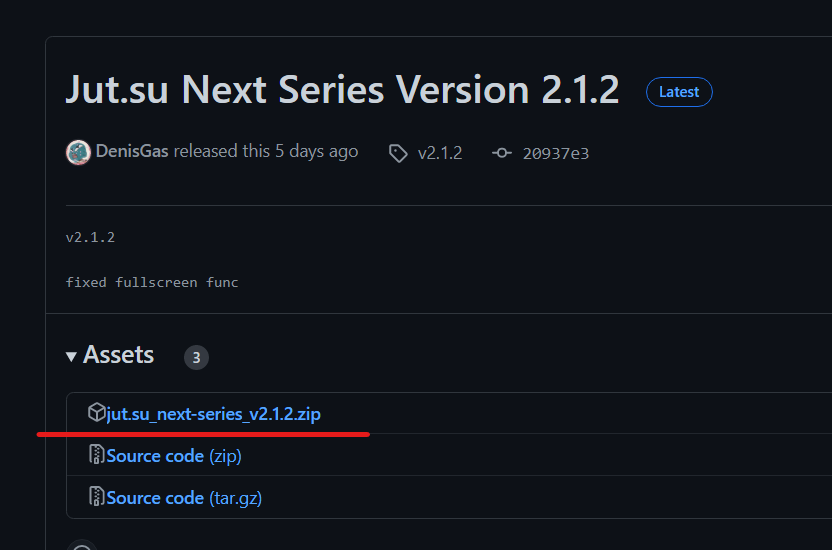 Jut.su Next Series Version 2.1.2 Latest
DenisGas released this 5 days ago v2.1.2 20937e3
v2.1.2
fixed fullscreen func
Assets 3
jut.su_next-series_v2.1.2.zip
Source code (zip)
Source code (tar.gz)